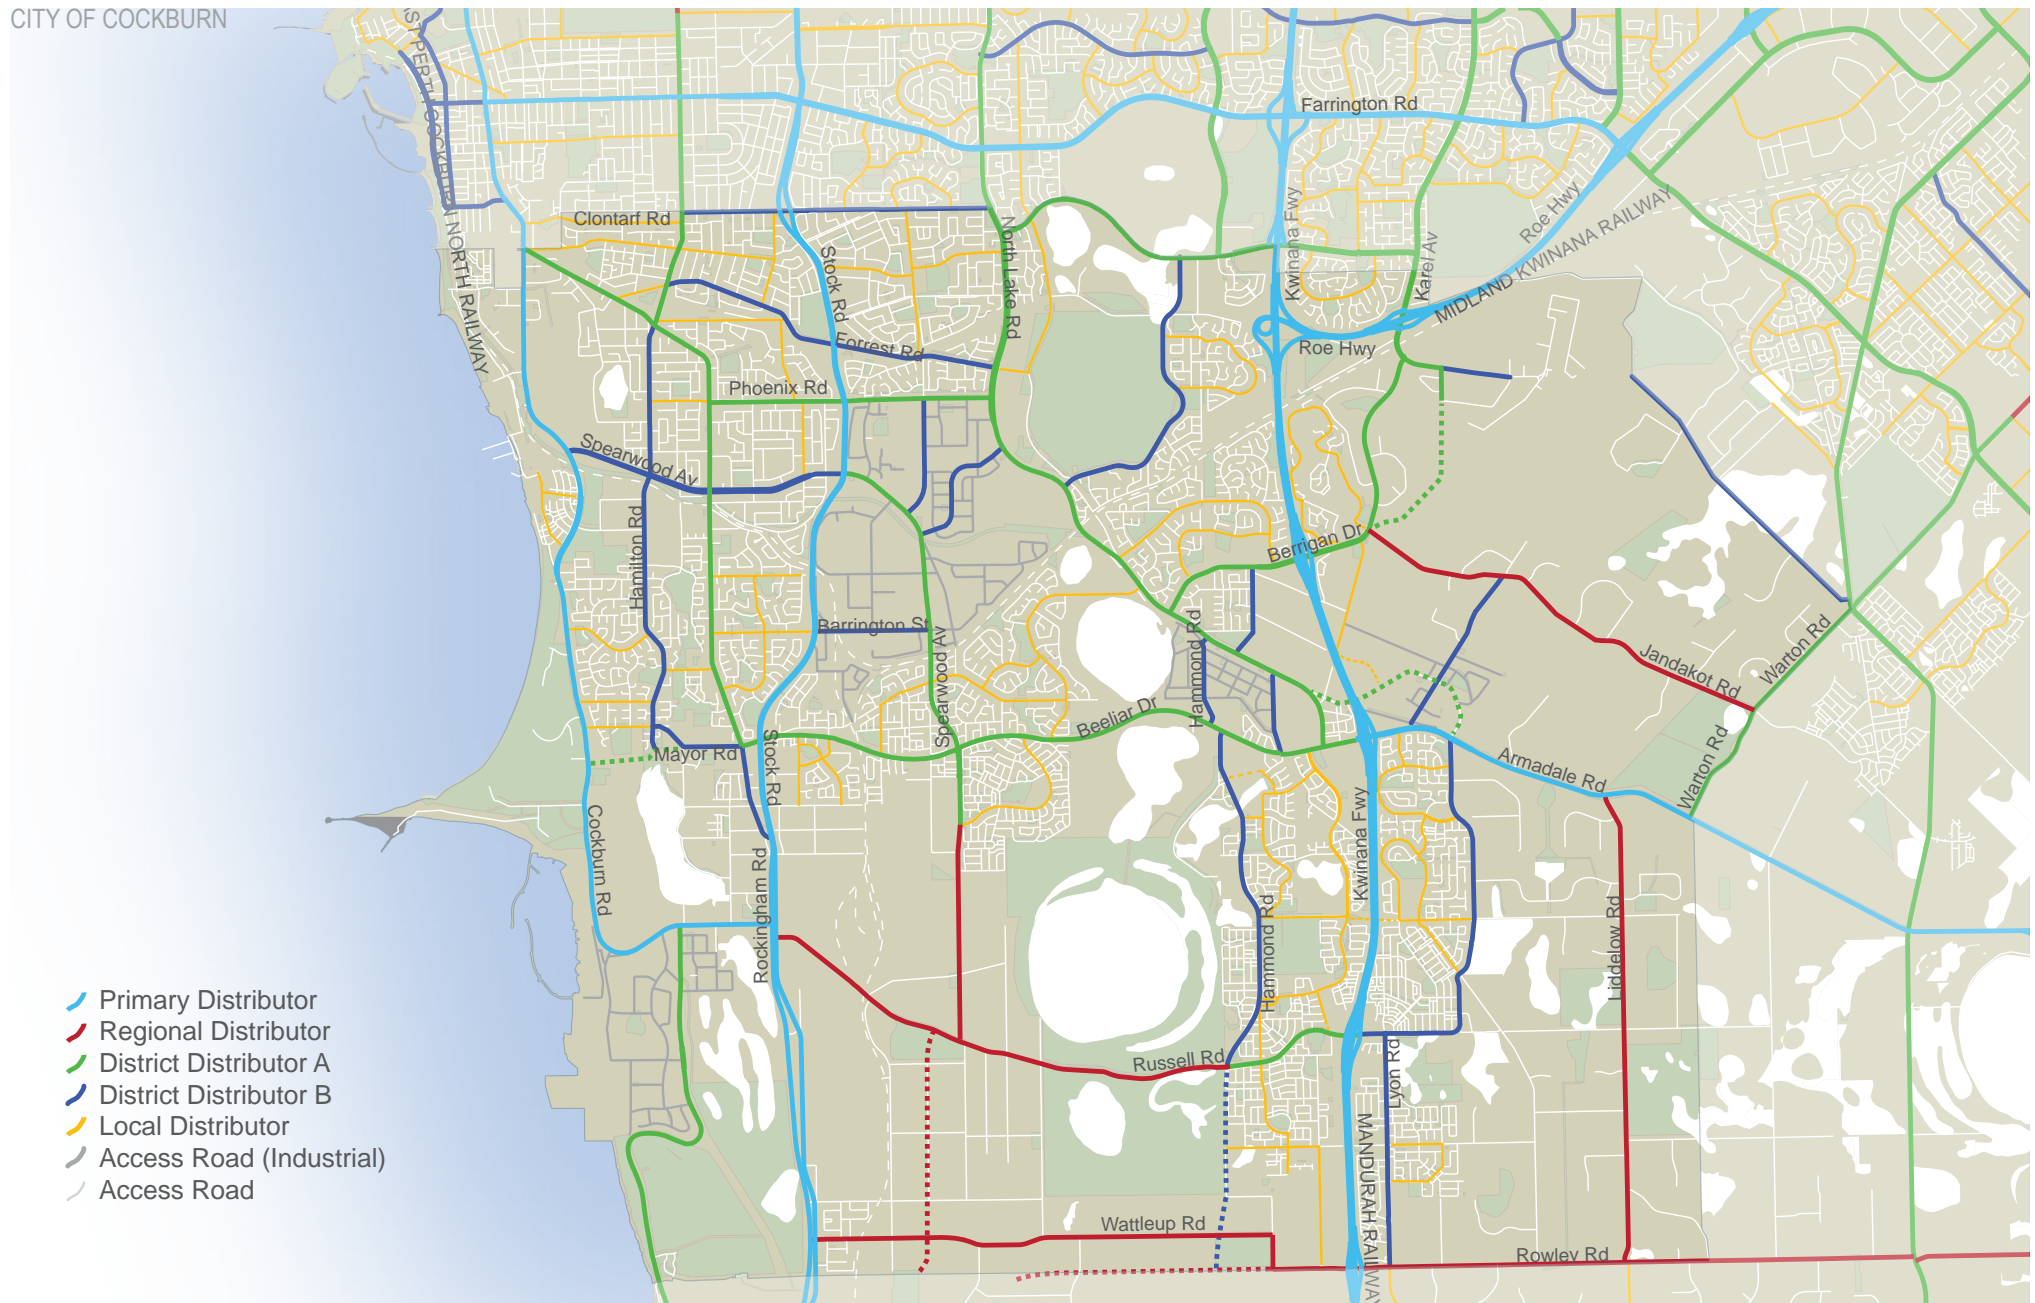 CITY OF COCKBURN
Farrington Rd
Clontarf Rd
Stock Rd
North Lake Rd
Kwinana Fwy
Karel Av
Roe Hwy
MIDLAND KWINANA RAILWAY
NORTH RAILWAY
Forrest Rd
Roe Hwy
Phoenix Rd
Spearwood Av
Hamilton Rd
Berrigan Dr
Barrington St
Spearwood Av
Hammond Rd
Jandakot Rd
Warton Rd
Beeliar Dr
Mayor Rd
Stock Rd
Armadale Rd
Warton Rd
Cockburn Rd
Rockingham Rd
Kwinana Fwy
Hammond Rd
Liddelow Rd
Russell Rd
Lyon Rd
MANDURAH RAILWAY
Wattleup Rd
Rowley Rd
Primary Distributor
Regional Distributor
District Distributor A
District Distributor B
Local Distributor
Access Road (Industrial)
Access Road